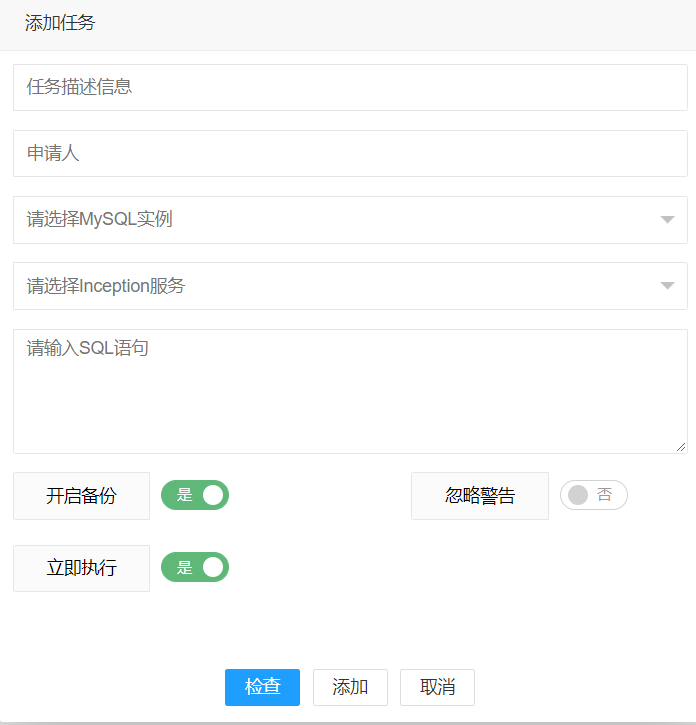 添加任务
任务描述信息
申请人
请选择MySQL实例
请选择Inception服务
请输入SQL语句
开启备份 是 忽略警告 否
立即执行 是
检查 添加 取消